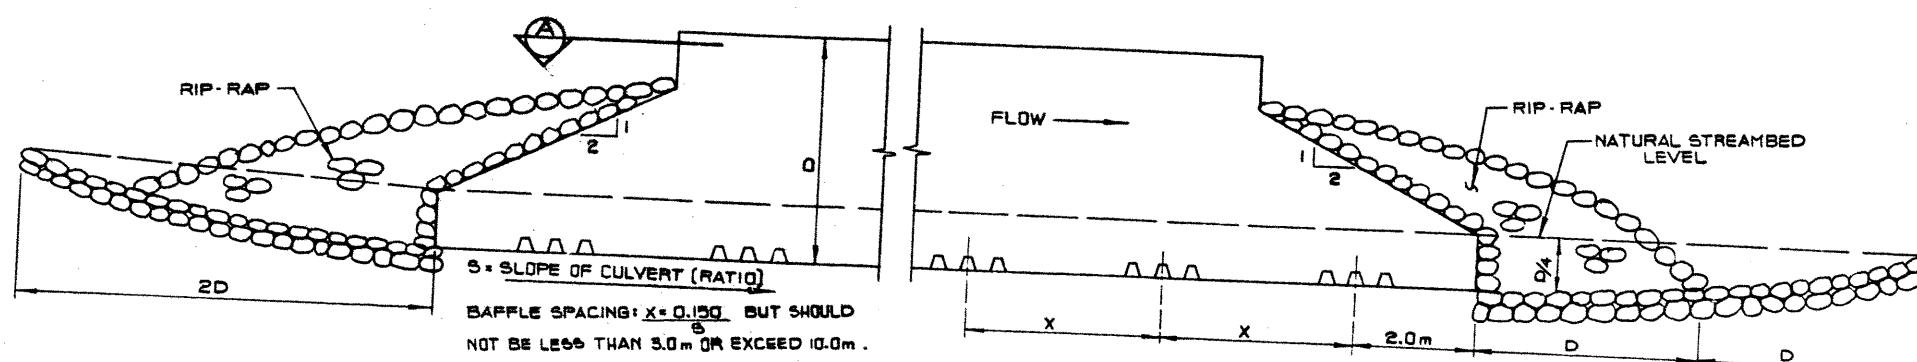 A
RIP-RAP
1
2
D
FLOW
1
2
RIP-RAP
NATURAL STREAMBED
LEVEL
D/4
2D
S = SLOPE OF CULVERT (RATIO)
BAFFLE SPACING: X = 0.150 BUT SHOULD
S
NOT BE LESS THAN 3.0m OR EXCEED 10.0m.
X
X
2.0m
D
D